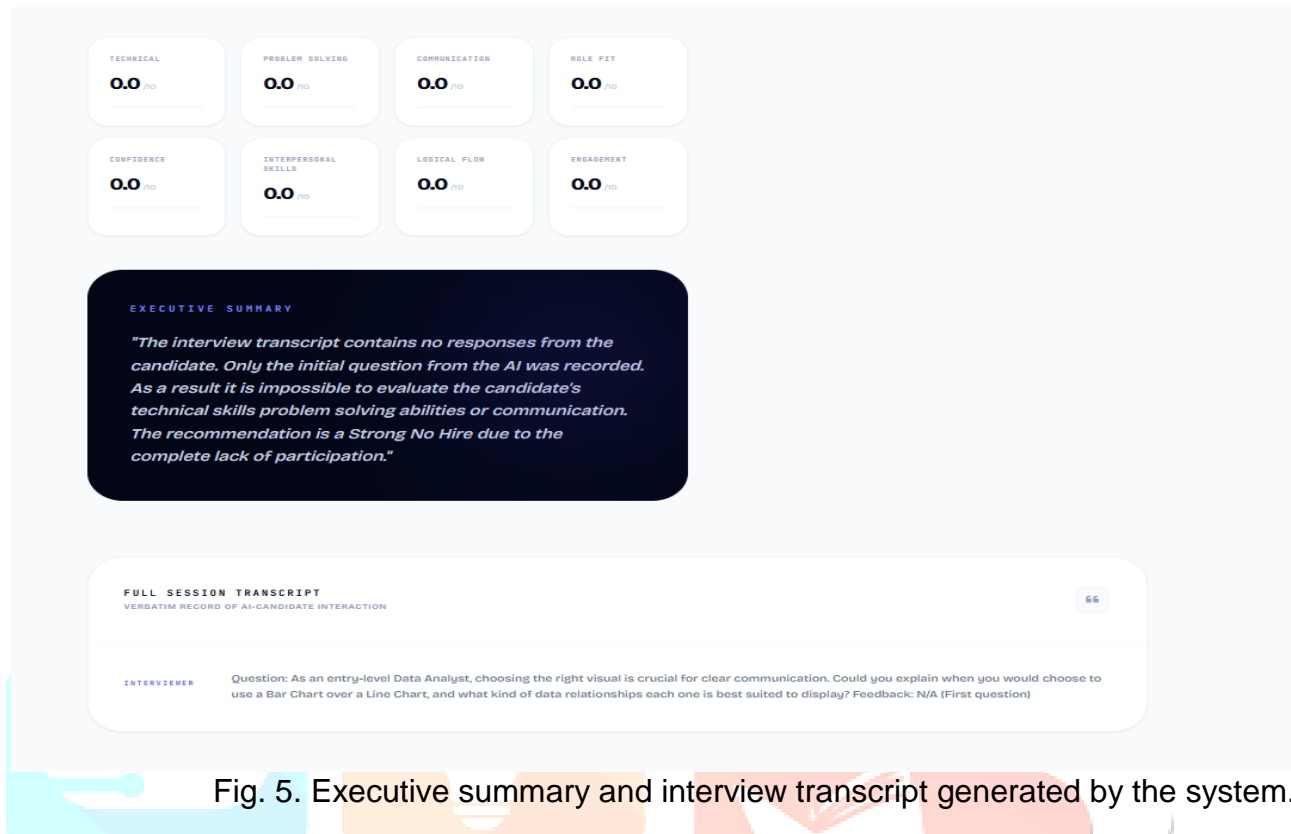 TECHNICAL
0.0 /10
PROBLEM SOLVING
0.0 /10
COMMUNICATION
0.0 /10
ROLE FIT
0.0 /10
CONFIDENCE
0.0 /10
INTERPERSONAL
SKILLS
0.0 /10
LOGICAL FLOW
0.0 /10
ENGAGEMENT
0.0 /10
EXECUTIVE SUMMARY
"The interview transcript contains no responses from the
candidate. Only the initial question from the AI was recorded.
As a result it is impossible to evaluate the candidate's
technical skills problem solving abilities or communication.
The recommendation is a Strong No Hire due to the
complete lack of participation."
FULL SESSION TRANSCRIPT
VERBATIM RECORD OF AI-CANDIDATE INTERACTION
INTERVIEWER
Question: As an entry-level Data Analyst, choosing the right visual is crucial for clear communication. Could you explain when you would choose to
use a Bar Chart over a Line Chart, and what kind of data relationships each one is best suited to display? Feedback: N/A (First question)
Fig. 5. Executive summary and interview transcript generated by the system.